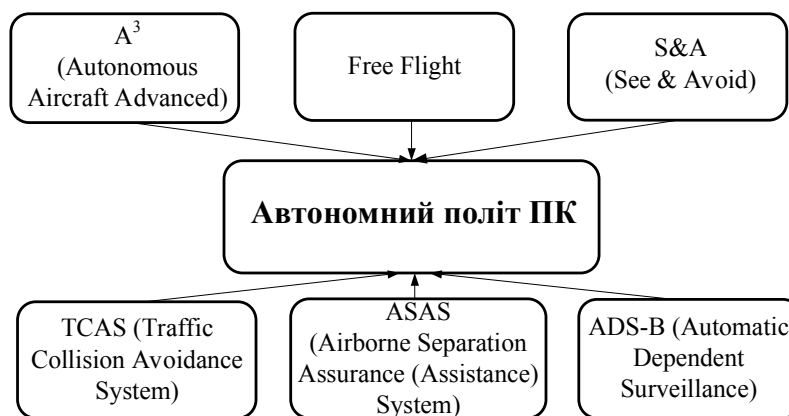 A³
(Autonomous
Aircraft Advanced)
Free Flight
S&A
(See & Avoid)
Автономний політ ПК
TCAS (Traffic
Collision Avoidance
System)
ASAS
(Airborne Separation
Assurance (Assistance)
System)
ADS-B (Automatic
Dependent
Surveillance)